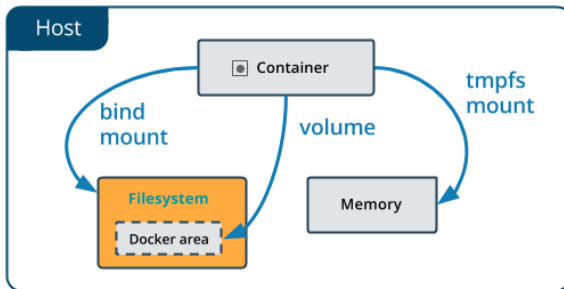 Host
Container
bind
mount
volume
tmpfs
mount
Filesystem
Docker area
Memory